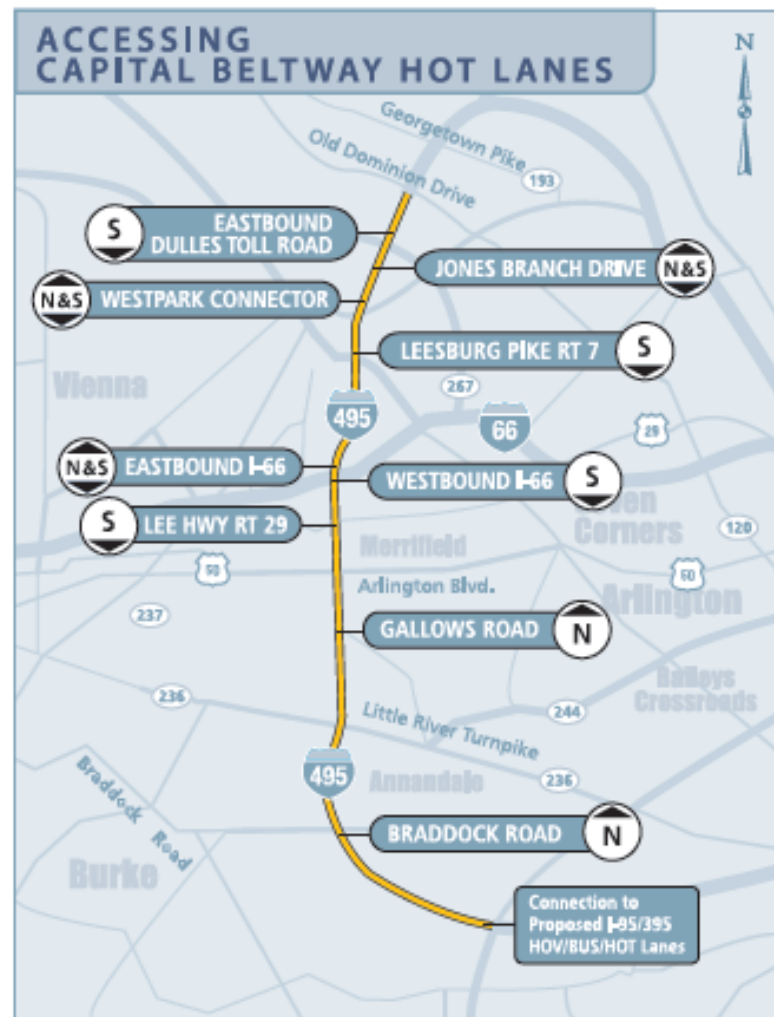 ACCESSING
CAPITAL BELTWAY HOT LANES
N
Georgetown Pike
Old Dominion Drive
193
S
EASTBOUND
DULLES TOLL ROAD
JONES BRANCH DRIVE
N&S
N&S
WESTPARK CONNECTOR
LEESBURG PIKE RT 7
S
Vienna
267
495
66
29
N&S
EASTBOUND I-66
WESTBOUND I-66
S
S
LEE HWY RT 29
Corners
120
Merrifield
50
50
Arlington Blvd.
Arlington
237
GALLOWS ROAD
N
Baileys
Crossroads
236
Little River Turnpike
244
495
Annandale
236
Braddock Road
BRADDOCK ROAD
N
Burke
Connection to
Proposed I-95/395
HOV/BUS/HOT Lanes